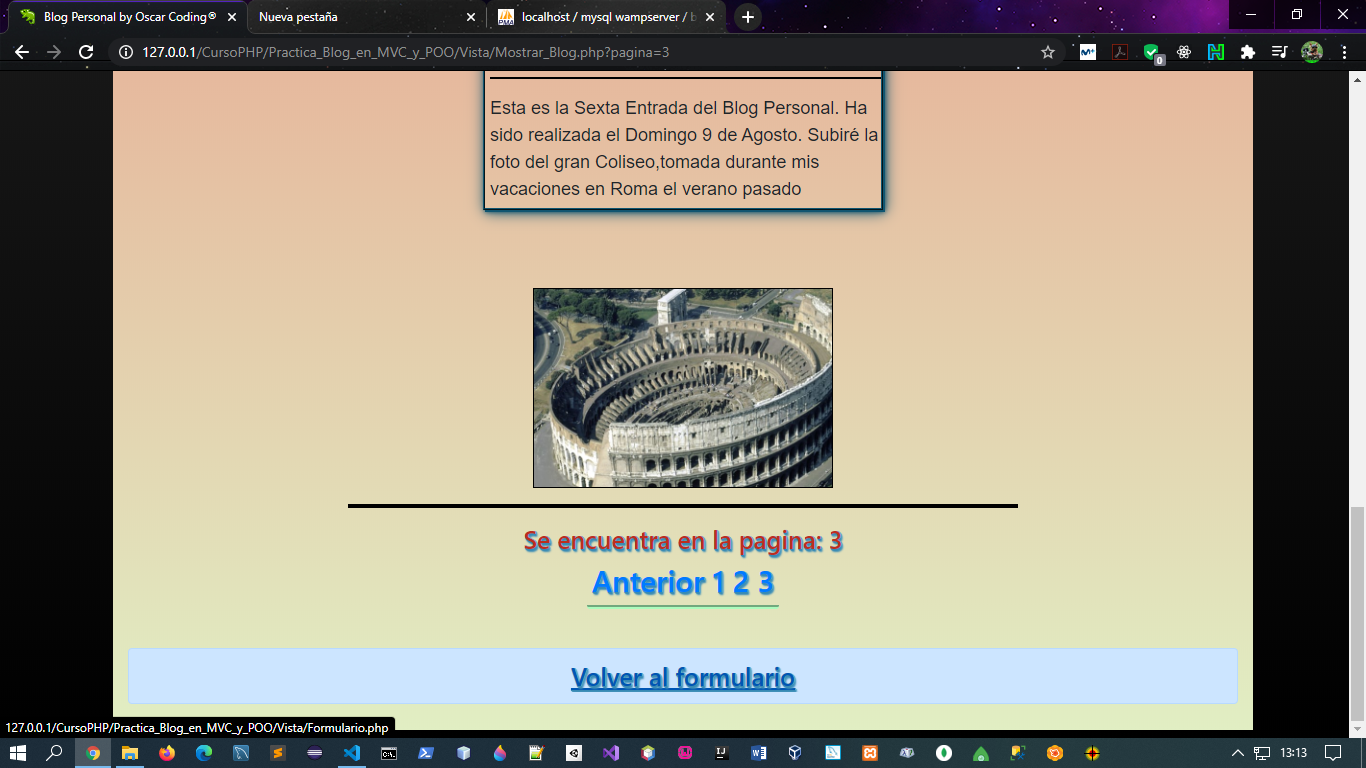 Blog Personal by Oscar Coding®
Nueva pestaña
localhost / mysql wampserver / b
127.0.0.1/CursoPHP/Practica_Blog_en_MVC_y_POO/Vista/Mostrar_Blog.php?pagina=3
0
Esta es la Sexta Entrada del Blog Personal. Ha
sido realizada el Domingo 9 de Agosto. Subiré la
foto del gran Coliseo,tomada durante mis
vacaciones en Roma el verano pasado
Se encuentra en la pagina: 3
Anterior 1 2 3
Volver al formulario
127.0.0.1/CursoPHP/Practica_Blog_en_MVC_y_POO/Vista/Formulario.php
13:13